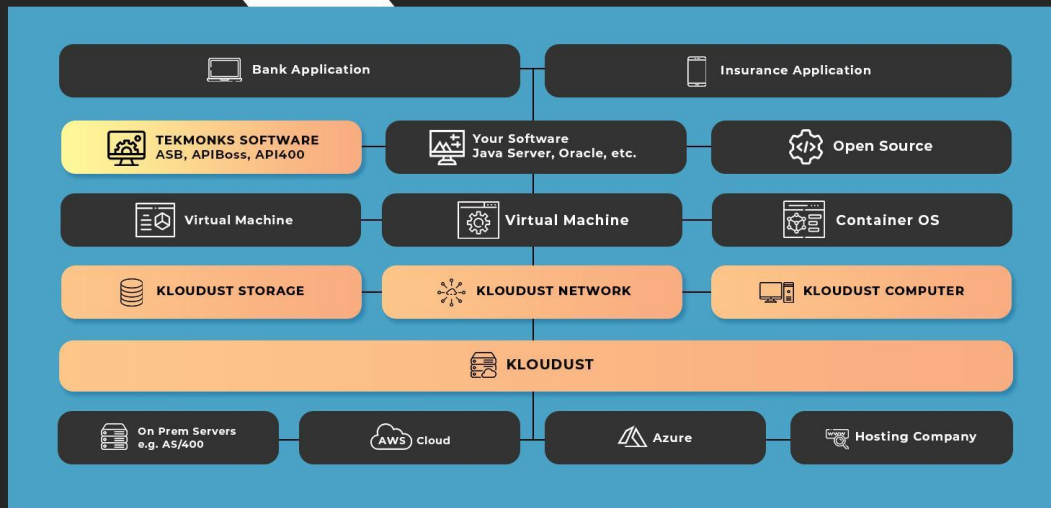 Bank Application
Insurance Application
TEKMONKS SOFTWARE
ASB, APIBoss, API400
Your Software
Java Server, Oracle, etc.
Open Source
Virtual Machine
Virtual Machine
Container OS
KLOUDUST STORAGE
KLOUDUST NETWORK
KLOUDUST COMPUTER
KLOUDUST
On Prem Servers
e.g. AS/400
AWS Cloud
Azure
www Hosting Company